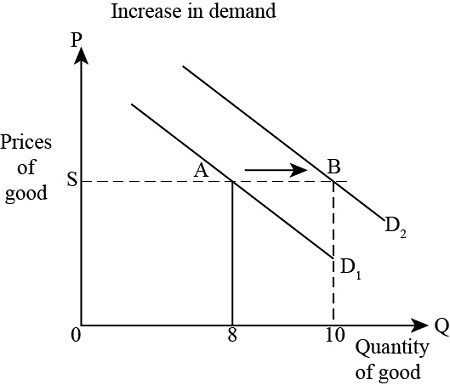 Increase in demand
P
Prices
of
good
S
A
B
D₂
D₁
0
8
10
Q
Quantity
of good